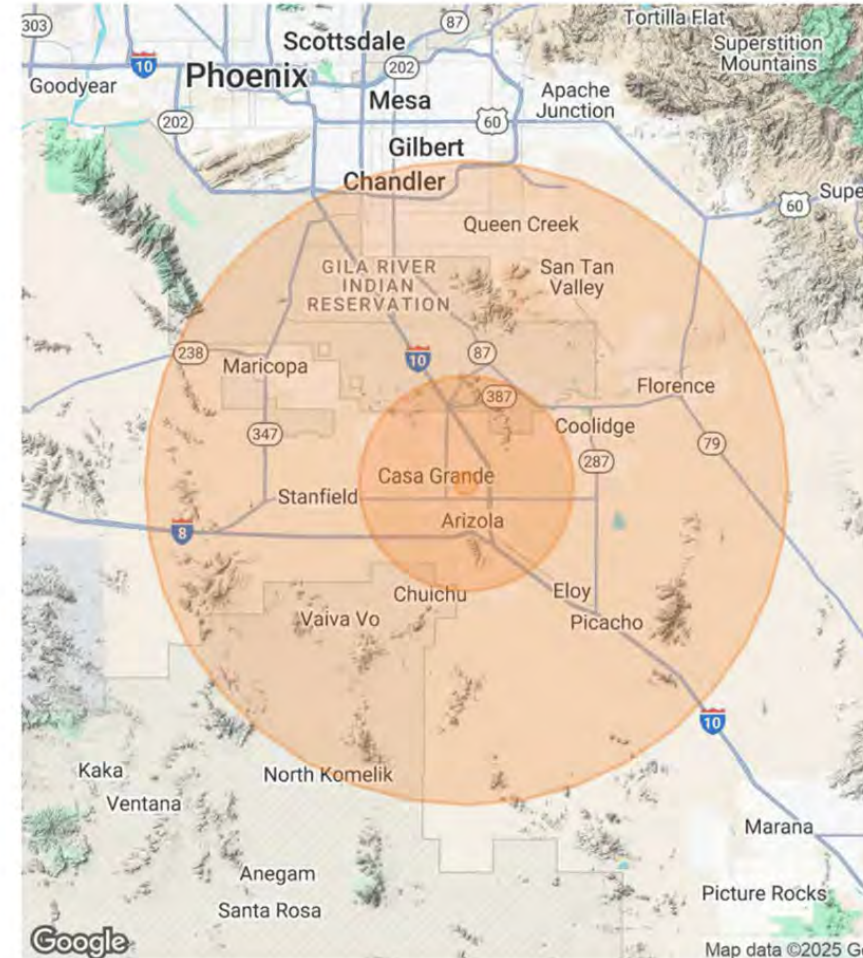 303
87
Tortilla Flat
Scottsdale
Superstition
Mountains
10
202
Goodyear
Phoenix
Mesa
Apache
Junction
202
60
Gilbert
Chandler
60
Supe
Queen Creek
GILA RIVER
INDIAN
RESERVATION
San Tan
Valley
238
Maricopa
10
87
387
Florence
Coolidge
347
79
287
Casa Grande
Stanfield
Arizola
8
Chuichu
Eloy
Vaiva Vo
Picacho
10
Kaka
North Komelik
Ventana
Marana
Anegam
Picture Rocks
Santa Rosa
Google
Map data ©2025 Go